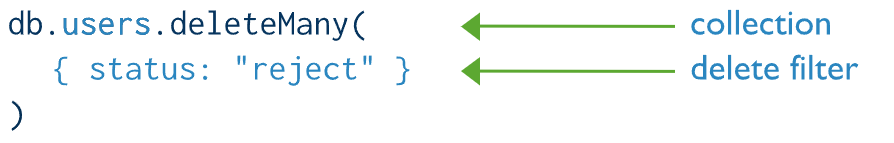 db.users.deleteMany( collection
{ status: "reject" } delete filter
)